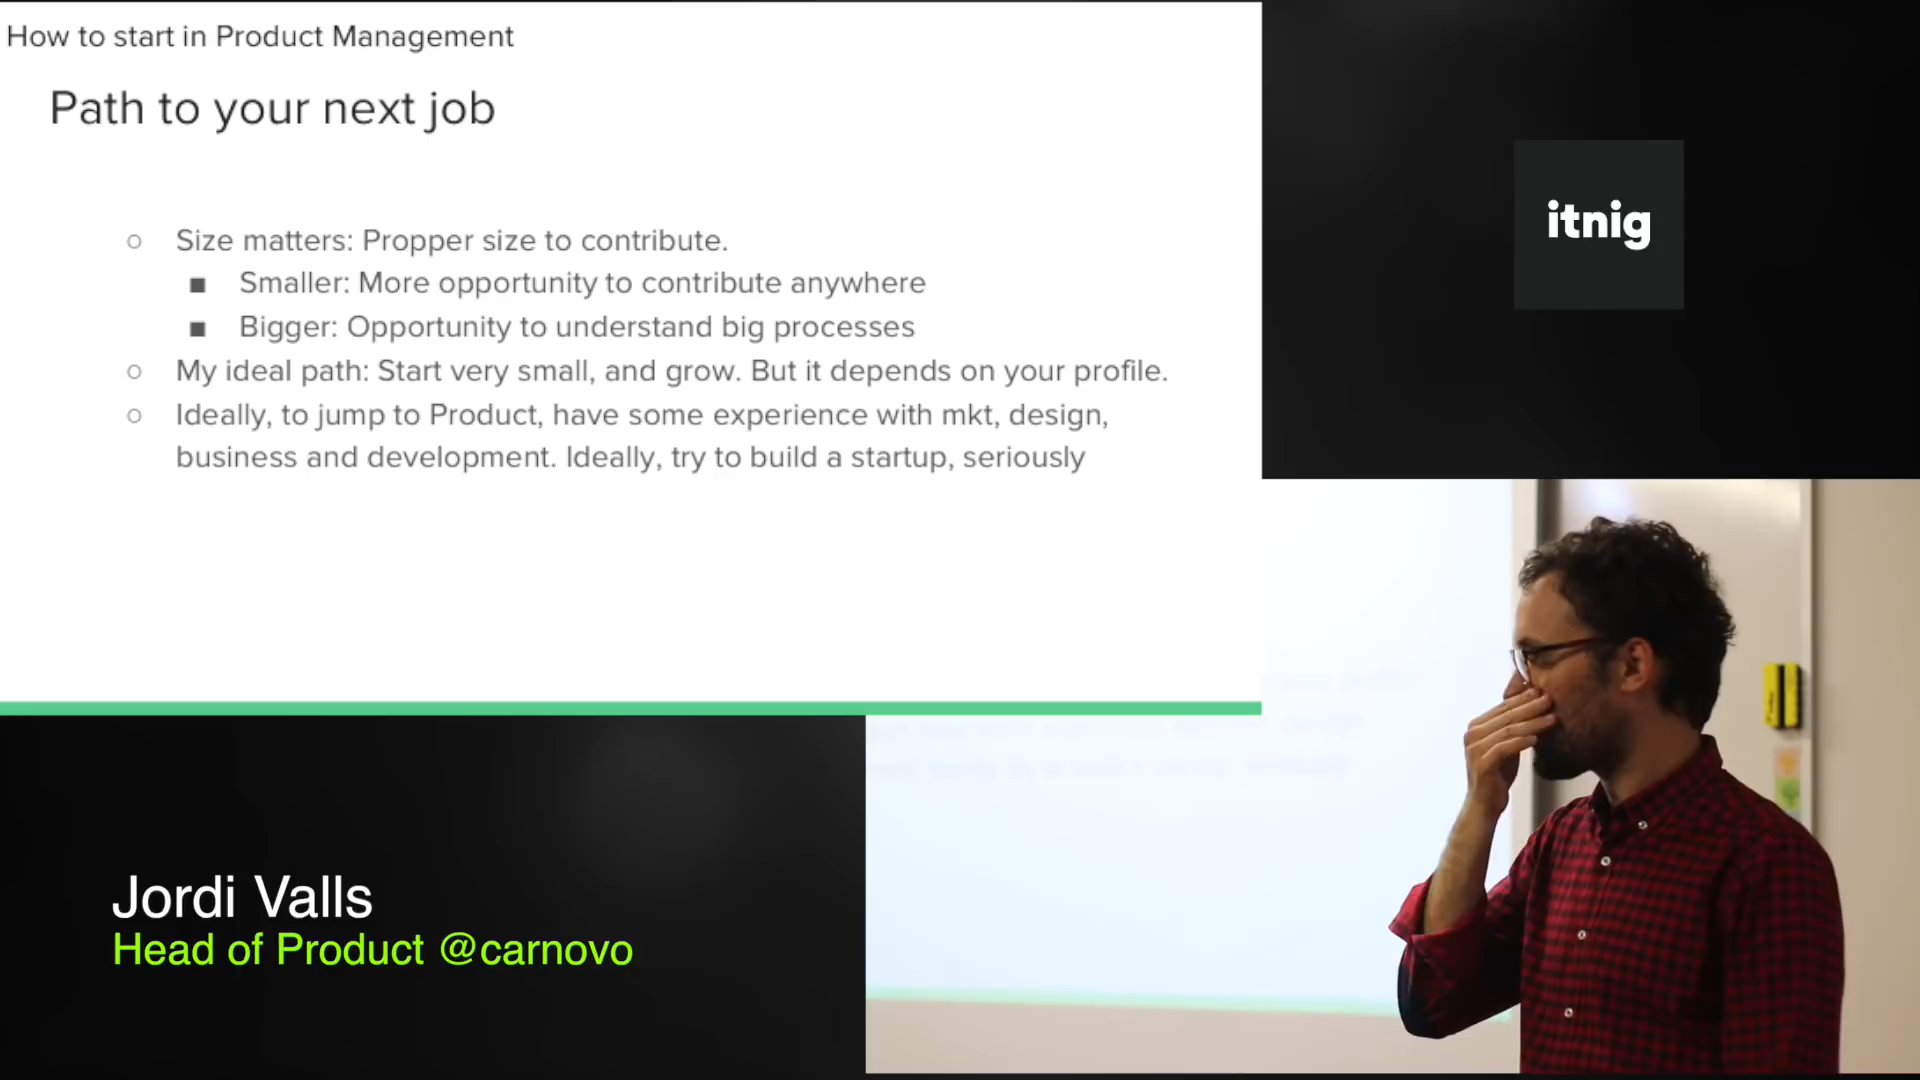 How to start in Product Management
Path to your next job
○ Size matters: Propper size to contribute.
■ Smaller: More opportunity to contribute anywhere
■ Bigger: Opportunity to understand big processes
○ My ideal path: Start very small, and grow. But it depends on your profile.
○ Ideally, to jump to Product, have some experience with mkt, design,
business and development. Ideally, try to build a startup, seriously
itnig
Jordi Valls
Head of Product @carnovo